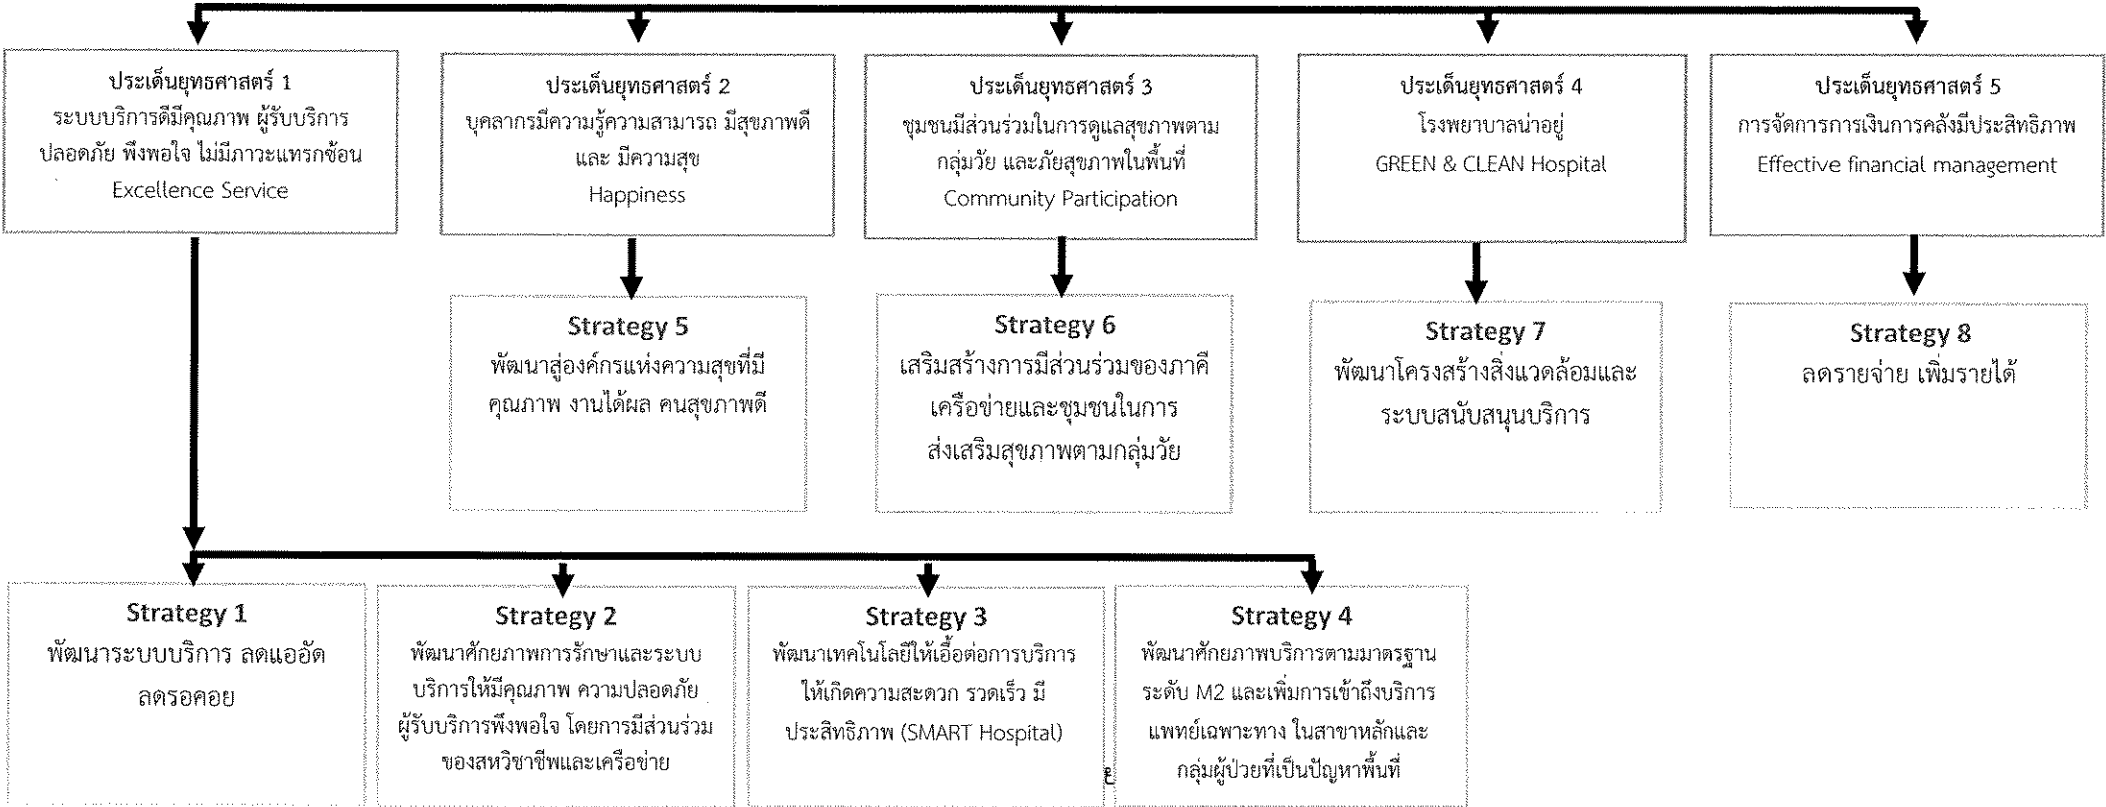 ประเด็นยุทธศาสตร์ 1
ระบบบริการดีมีคุณภาพ ผู้รับบริการ
ปลอดภัย พึงพอใจ ไม่มีภาวะแทรกซ้อน
Excellence Service
ประเด็นยุทธศาสตร์ 2
บุคลากรมีความรู้ความสามารถ มีสุขภาพดี
และ มีความสุข
Happiness
ประเด็นยุทธศาสตร์ 3
ชุมชนมีส่วนร่วมในการดูแลสุขภาพตาม
กลุ่มวัย และภัยสุขภาพในพื้นที่
Community Participation
ประเด็นยุทธศาสตร์ 4
โรงพยาบาลน่าอยู่
GREEN & CLEAN Hospital
ประเด็นยุทธศาสตร์ 5
การจัดการการเงินการคลังมีประสิทธิภาพ
Effective financial management
Strategy 5
พัฒนาสู่องค์กรแห่งความสุขที่มี
คุณภาพ งานได้ผล คนสุขภาพดี
Strategy 6
เสริมสร้างการมีส่วนร่วมของภาคี
เครือข่ายและชุมชนในการ
ส่งเสริมสุขภาพตามกลุ่มวัย
Strategy 7
พัฒนาโครงสร้างสิ่งแวดล้อมและ
ระบบสนับสนุนบริการ
Strategy 8
ลดรายจ่าย เพิ่มรายได้
Strategy 1
พัฒนาระบบบริการ ลดแออัด
ลดรอคอย
Strategy 2
พัฒนาศักยภาพการรักษาและระบบ
บริการให้มีคุณภาพ ความปลอดภัย
ผู้รับบริการพึงพอใจ โดยการมีส่วนร่วม
ของสหวิชาชีพและเครือข่าย
Strategy 3
พัฒนาเทคโนโลยีให้เอื้อต่อการบริการ
ให้เกิดความสะดวก รวดเร็ว มี
ประสิทธิภาพ (SMART Hospital)
Strategy 4
พัฒนาศักยภาพบริการตามมาตรฐาน
ระดับ M2 และเพิ่มการเข้าถึงบริการ
แพทย์เฉพาะทาง ในสาขาหลักและ
กลุ่มผู้ป่วยที่เป็นปัญหาพื้นที่